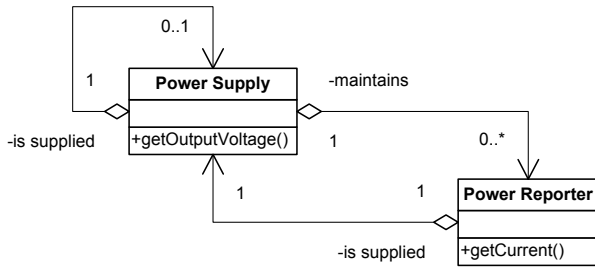 0..1
1
Power Supply
-maintains
-is supplied
+getOutputVoltage()
1
0..*
1
1
Power Reporter
-is supplied
+getCurrent()